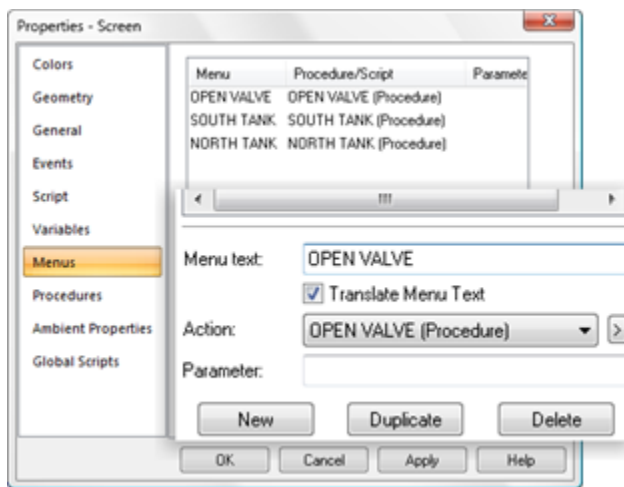 Properties - Screen
Colors
Geometry
General
Events
Script
Variables
Menus
Procedures
Ambient Properties
Global Scripts
Menu Procedure/Script Paramete
OPEN VALVE OPEN VALVE (Procedure)
SOUTH TANK SOUTH TANK (Procedure)
NORTH TANK NORTH TANK (Procedure)
Menu text: OPEN VALVE
Translate Menu Text
Action: OPEN VALVE (Procedure) >
Parameter:
New Duplicate Delete
OK Cancel Apply Help